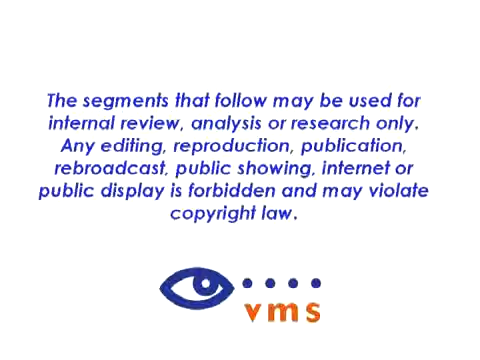 The segments that follow may be used for
internal review, analysis or research only.
Any editing, reproduction, publication,
rebroadcast, public showing, internet or
public display is forbidden and may violate
copyright law.
vms